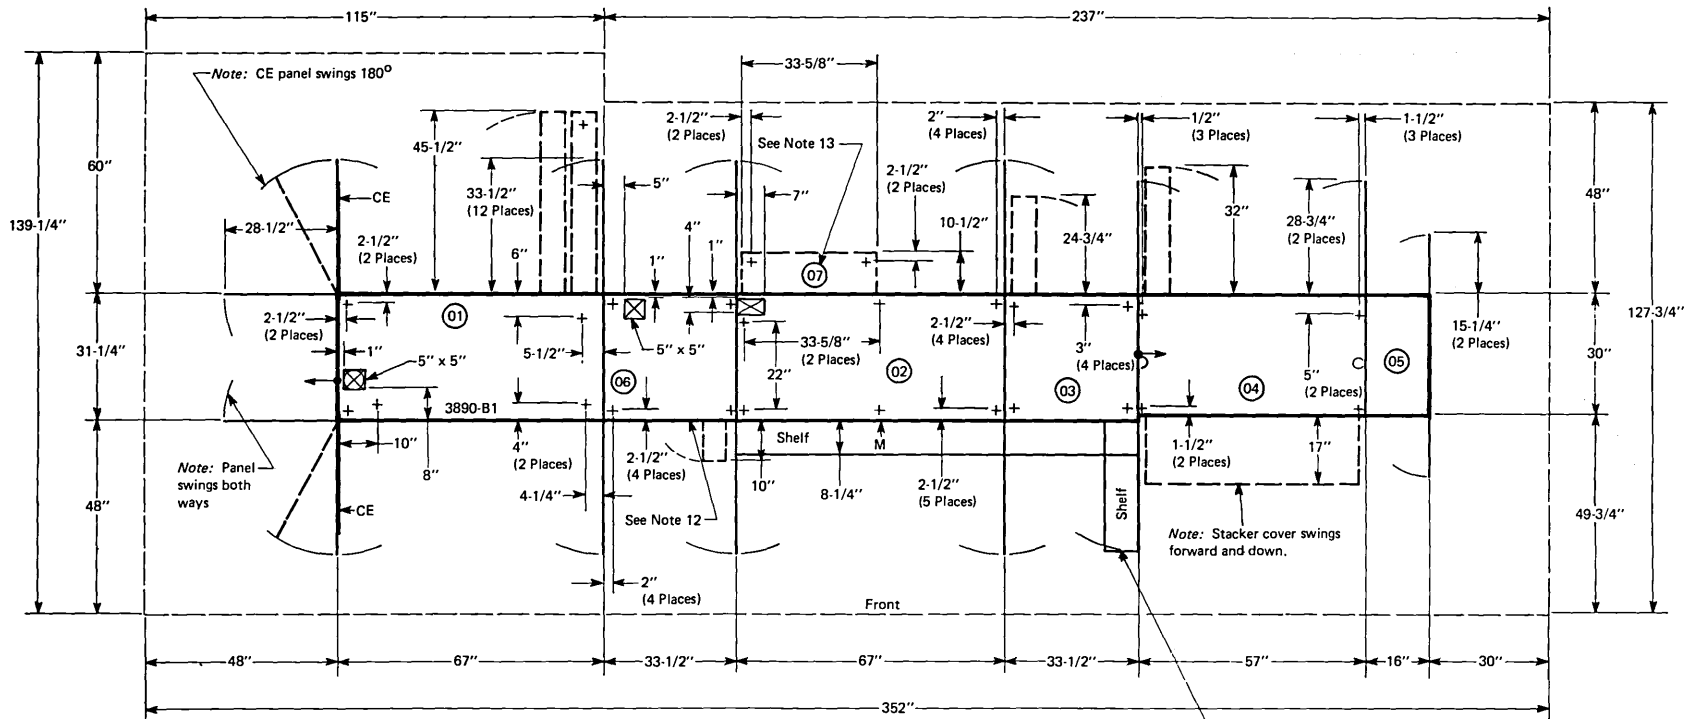 115"
237"
Note: CE panel swings 180°
33-5/8"
2-1/2"
(2 Places)
2"
(4 Places)
1/2"
(3 Places)
1-1/2"
(3 Places)
See Note 13
45-1/2"
60"
33-1/2"
(12 Places)
5"
7"
2-1/2"
(2 Places)
32"
28-3/4"
(2 Places)
48"
CE
139-1/4"
28-1/2"
2-1/2"
(2 Places)
6"
1"
4"
1"
10-1/2"
24-3/4"
07
127-3/4"
2-1/2"
(2 Places)
01
15-1/4"
(2 Places)
31-1/4"
1"
5" x 5"
5-1/2"
5" x 5"
33-5/8"
(2 Places)
2-1/2"
(4 Places)
3"
(4 Places)
30"
22"
06
02
03
04
5"
(2 Places)
05
3890-B1
10"
8"
4"
(2 Places)
2-1/2"
(4 Places)
Shelf
M
10"
8-1/4"
2-1/2"
(5 Places)
1-1/2"
(2 Places)
17"
Note: Panel
swings both
ways
4-1/4"
48"
CE
See Note 12
Shelf
49-3/4"
Note: Stacker cover swings
forward and down.
2"
(4 Places)
Front
48"
67"
33-1/2"
67"
33-1/2"
57"
16"
30"
352"